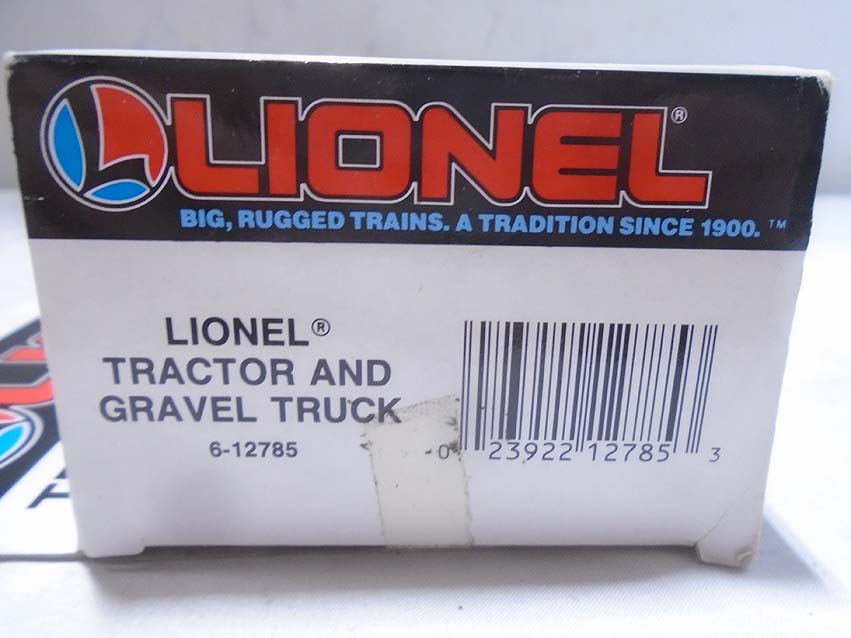 LIONEL®
BIG, RUGGED TRAINS. A TRADITION SINCE 1900. ™
LIONEL®
TRACTOR AND
GRAVEL TRUCK
6-12785
0 23922 12785 3